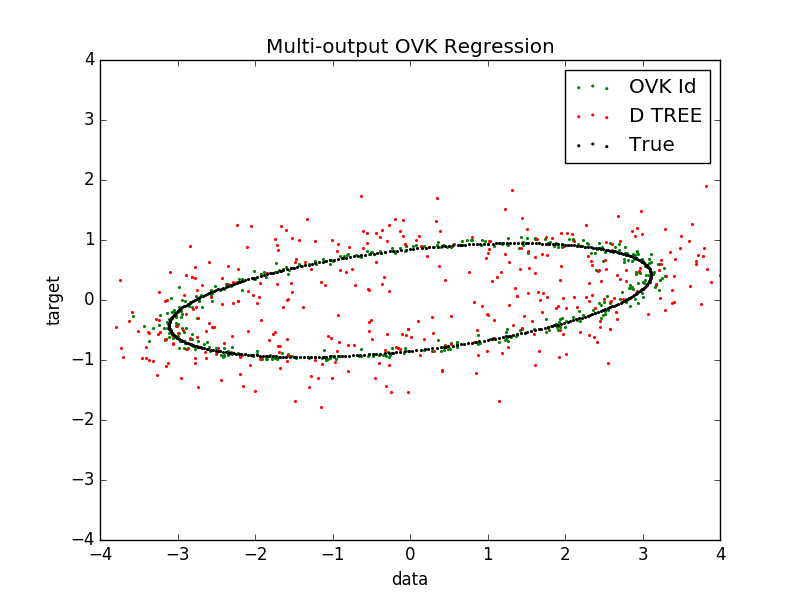 Multi-output OVK Regression
OVK Id
D TREE
True
4
3
2
1
0
−1
−2
−3
−4
target
−4 −3 −2 −1 0 1 2 3 4
data